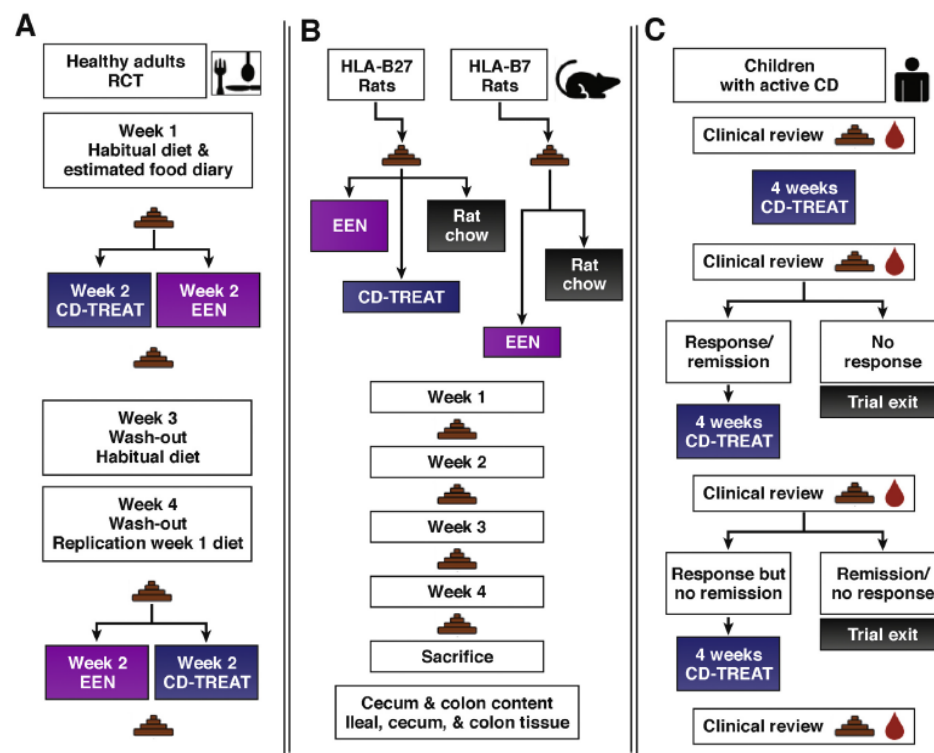 A
Healthy adults
RCT
Week 1
Habitual diet &
estimated food diary
Week 2
CD-TREAT
Week 2
EEN
Week 3
Wash-out
Habitual diet
Week 4
Wash-out
Replication week 1 diet
Week 2
EEN
Week 2
CD-TREAT
B
HLA-B27
Rats
HLA-B7
Rats
EEN
Rat
chow
Rat
chow
CD-TREAT
EEN
Week 1
Week 2
Week 3
Week 4
Sacrifice
Cecum & colon content
Ileal, cecum, & colon tissue
C
Children
with active CD
Clinical review
4 weeks
CD-TREAT
Clinical review
Response/
remission
No
response
Trial exit
4 weeks
CD-TREAT
Clinical review
Response but
no remission
Remission/
no response
Trial exit
4 weeks
CD-TREAT
Clinical review